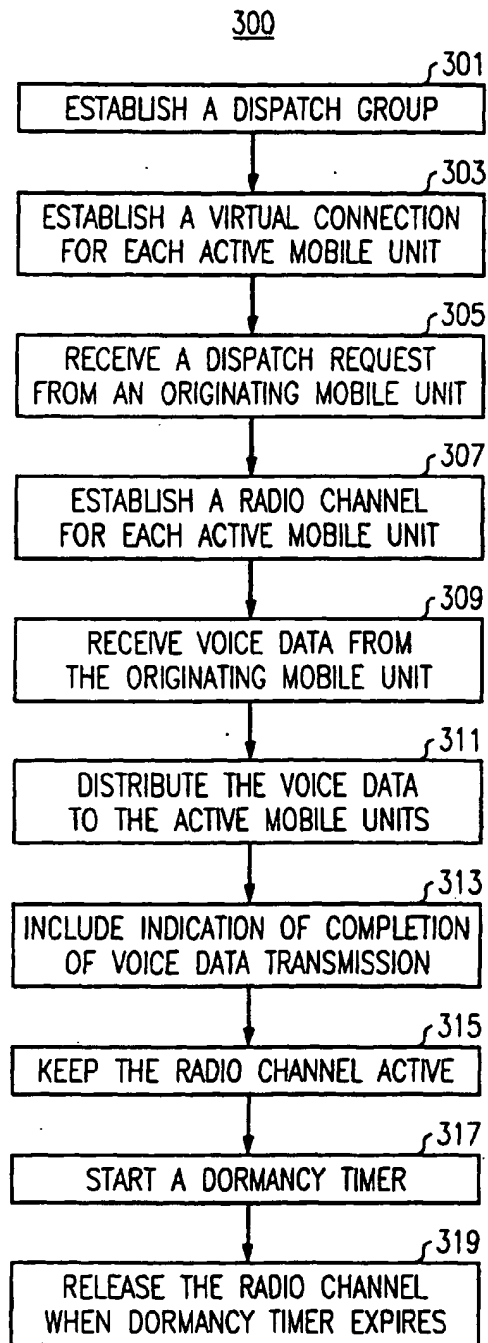 300
301
ESTABLISH A DISPATCH GROUP
303
ESTABLISH A VIRTUAL CONNECTION
FOR EACH ACTIVE MOBILE UNIT
305
RECEIVE A DISPATCH REQUEST
FROM AN ORIGINATING MOBILE UNIT
307
ESTABLISH A RADIO CHANNEL
FOR EACH ACTIVE MOBILE UNIT
309
RECEIVE VOICE DATA FROM
THE ORIGINATING MOBILE UNIT
311
DISTRIBUTE THE VOICE DATA
TO THE ACTIVE MOBILE UNITS
313
INCLUDE INDICATION OF COMPLETION
OF VOICE DATA TRANSMISSION
315
KEEP THE RADIO CHANNEL ACTIVE
317
START A DORMANCY TIMER
319
RELEASE THE RADIO CHANNEL
WHEN DORMANCY TIMER EXPIRES